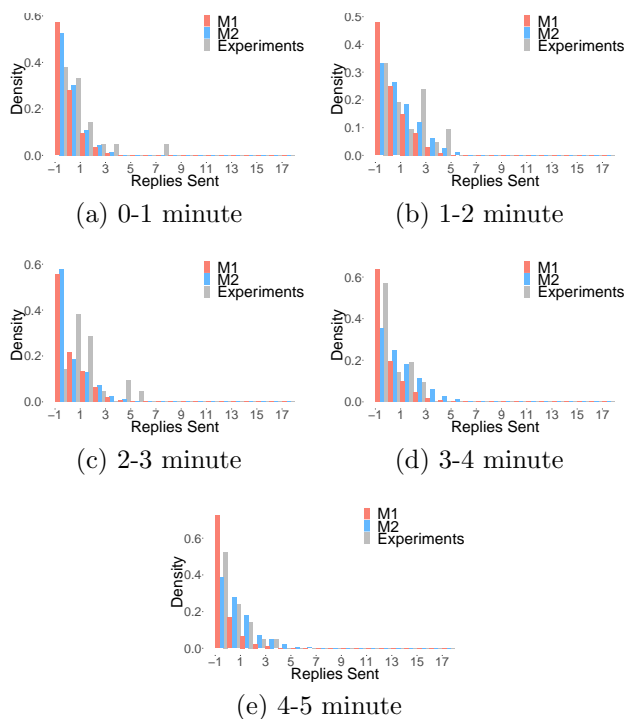 M1
M2
Experiments
Density
0.6
0.4
0.2
0.0
−1 1 3 5 7 9 11 13 15 17
Replies Sent
(a) 0-1 minute
M1
M2
Experiments
Density
0.5
0.4
0.3
0.2
0.1
0.0
−1 1 3 5 7 9 11 13 15 17
Replies Sent
(b) 1-2 minute
M1
M2
Experiments
Density
0.6
0.4
0.2
0.0
−1 1 3 5 7 9 11 13 15 17
Replies Sent
(c) 2-3 minute
M1
M2
Experiments
Density
0.6
0.4
0.2
0.0
−1 1 3 5 7 9 11 13 15 17
Replies Sent
(d) 3-4 minute
M1
M2
Experiments
Density
0.6
0.4
0.2
0.0
−1 1 3 5 7 9 11 13 15 17
Replies Sent
(e) 4-5 minute